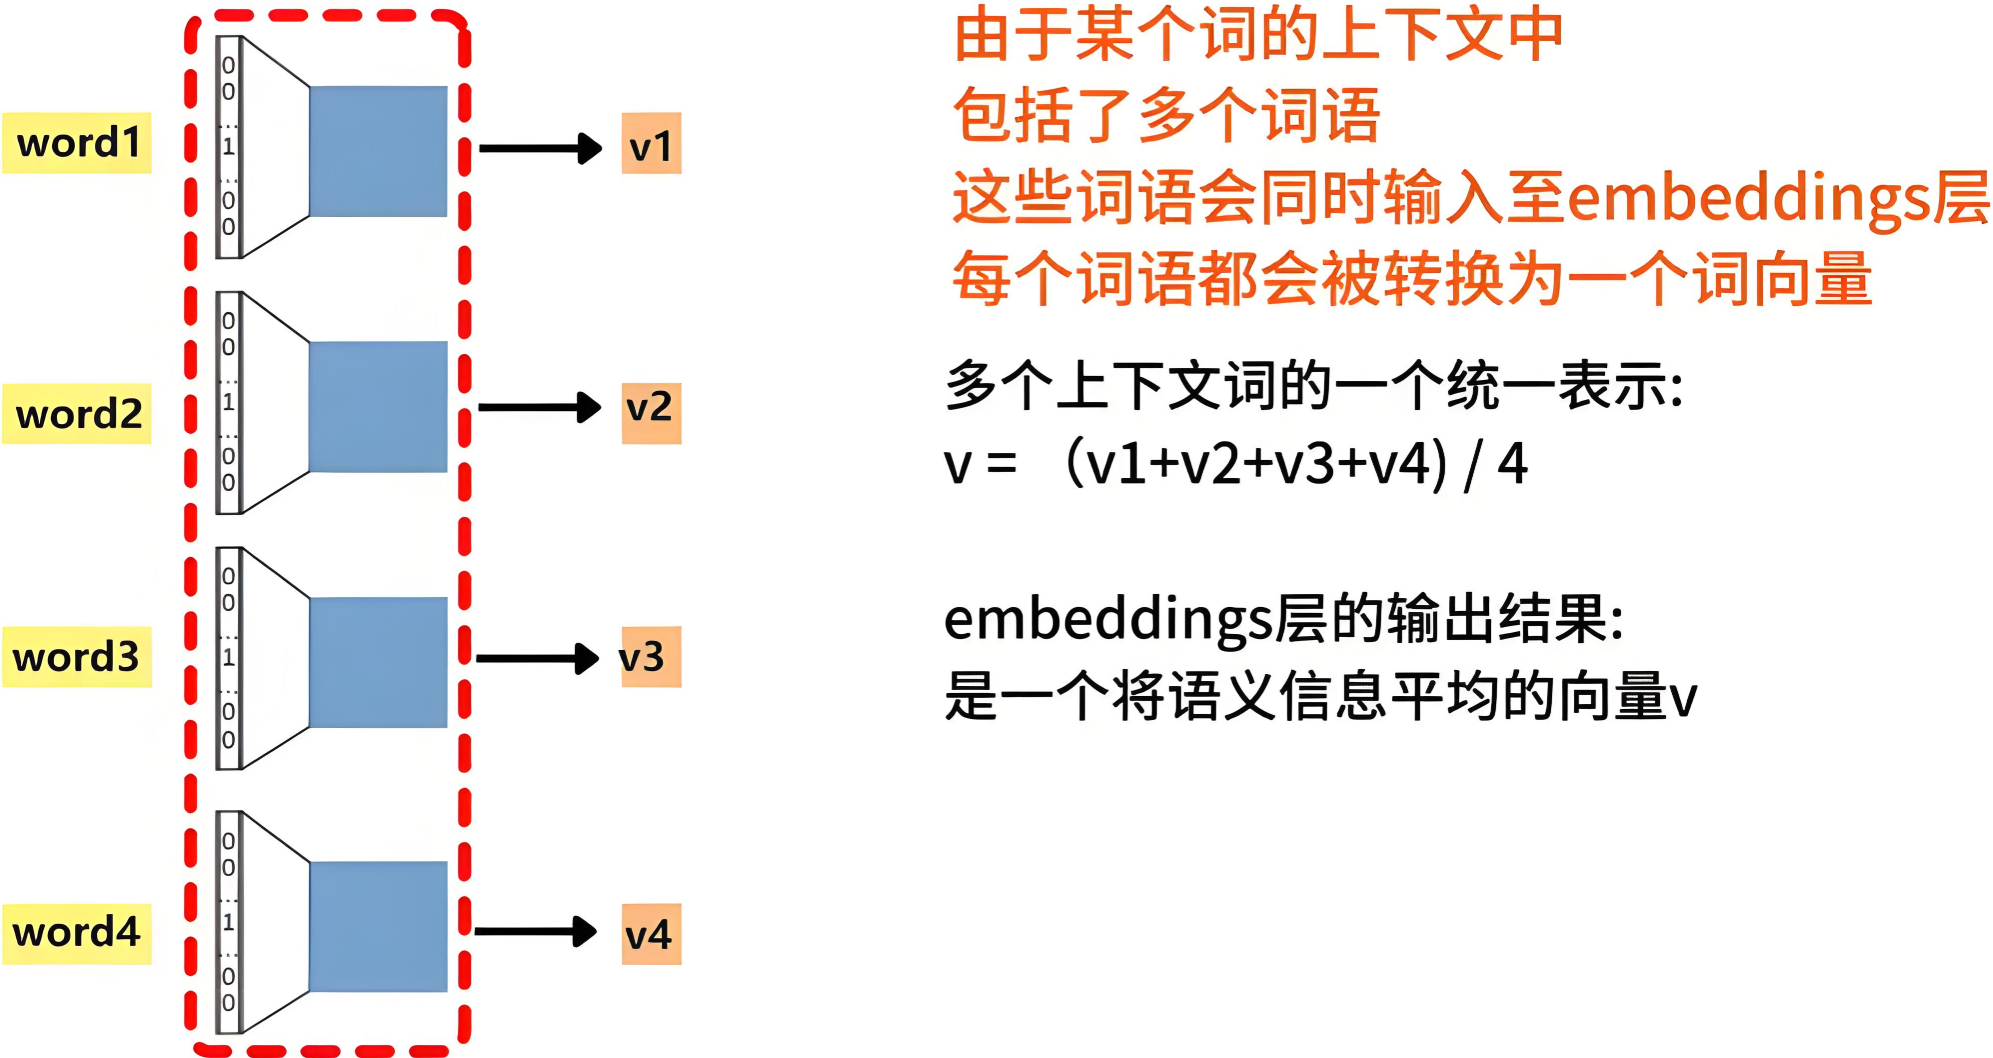 word1
0
0
...
1
...
0
0
v1
word2
0
0
...
1
...
0
0
v2
word3
0
0
...
1
...
0
0
v3
word4
0
0
...
1
...
0
0
v4
由于某个词的上下文中
包括了多个词语
这些词语会同时输入至embeddings层
每个词语都会被转换为一个词向量
多个上下文词的一个统一表示:
v = （v1+v2+v3+v4) / 4
embeddings层的输出结果:
是一个将语义信息平均的向量v